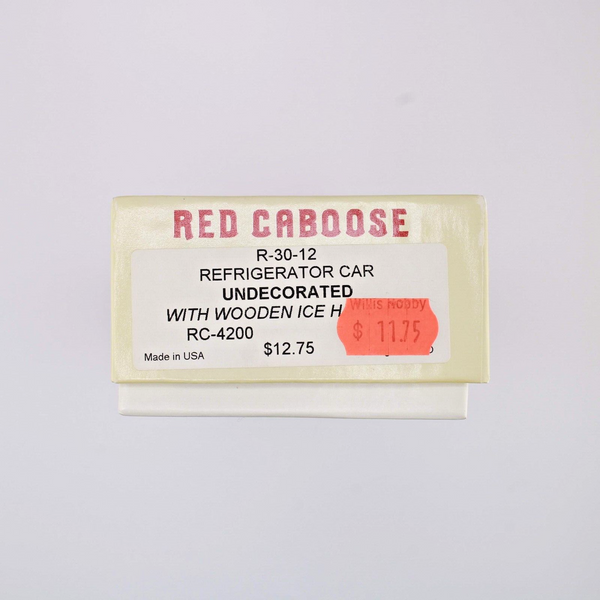 RED CABOOSE
R-30-12
REFRIGERATOR CAR
UNDECORATED
WITH WOODEN ICE H
Willis Hobby
$ 11.75
RC-4200
$12.75
Made in USA